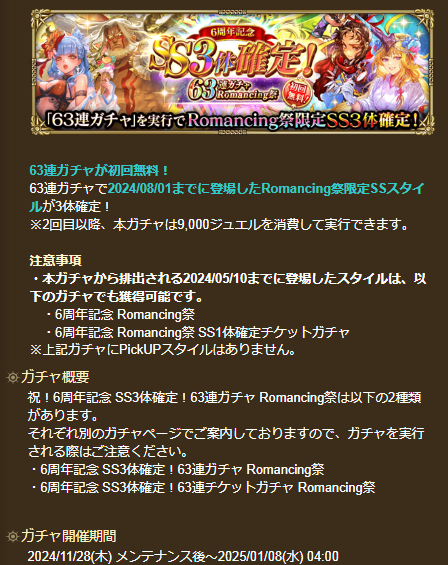 6周年記念
SS3体確定！
63連ガチャ
Romancing祭
初回
無料！
「63連ガチャ」を実行でRomancing祭限定SS3体確定！
63連ガチャが初回無料！
63連ガチャで2024/08/01までに登場したRomancing祭限定SSスタイ
ルが3体確定！
※2回目以降、本ガチャは9,000ジュエルを消費して実行できます。
注意事項
・本ガチャから排出される2024/05/10までに登場したスタイルは、以
下のガチャでも獲得可能です。
・6周年記念 Romancing祭
・6周年記念 Romancing祭 SS1体確定チケットガチャ
※上記ガチャにPickUPスタイルはありません。
ガチャ概要
祝！6周年記念 SS3体確定！63連ガチャ Romancing祭は以下の2種類
があります。
それぞれ別のガチャページでご案内しておりますので、ガチャを実行
される際はご注意ください。
・6周年記念 SS3体確定！63連ガチャ Romancing祭
・6周年記念 SS3体確定！63連チケットガチャ Romancing祭
ガチャ開催期間
2024/11/28(木) メンテナンス後～2025/01/08(水) 04:00